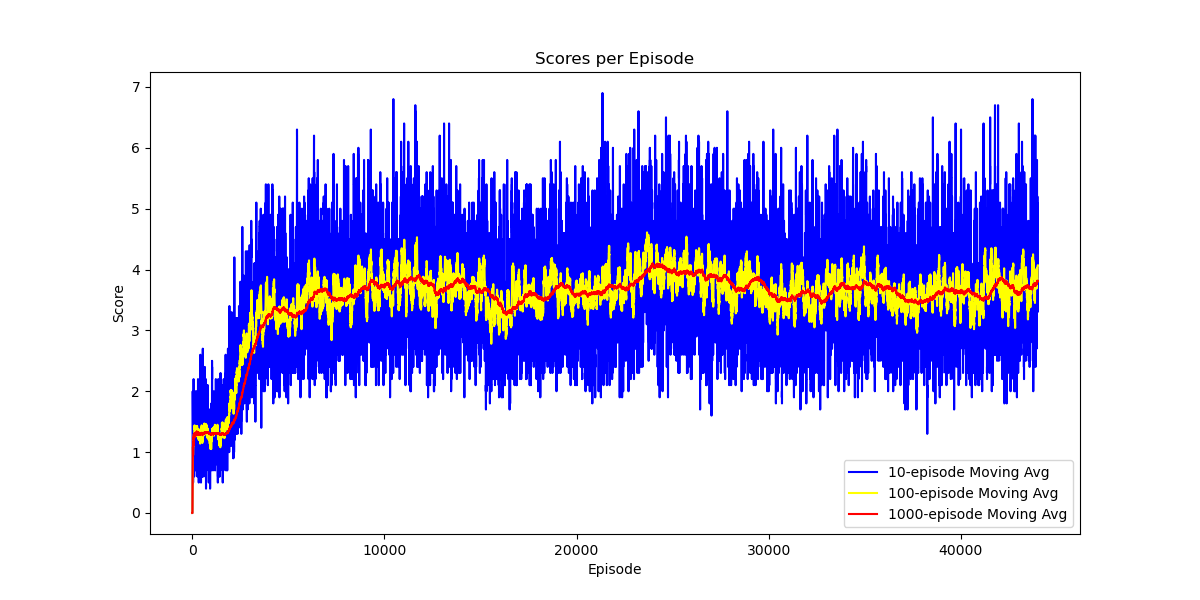 Scores per Episode
7
6
5
4
3
2
1
0
Score
0 10000 20000 30000 40000
Episode
10-episode Moving Avg
100-episode Moving Avg
1000-episode Moving Avg